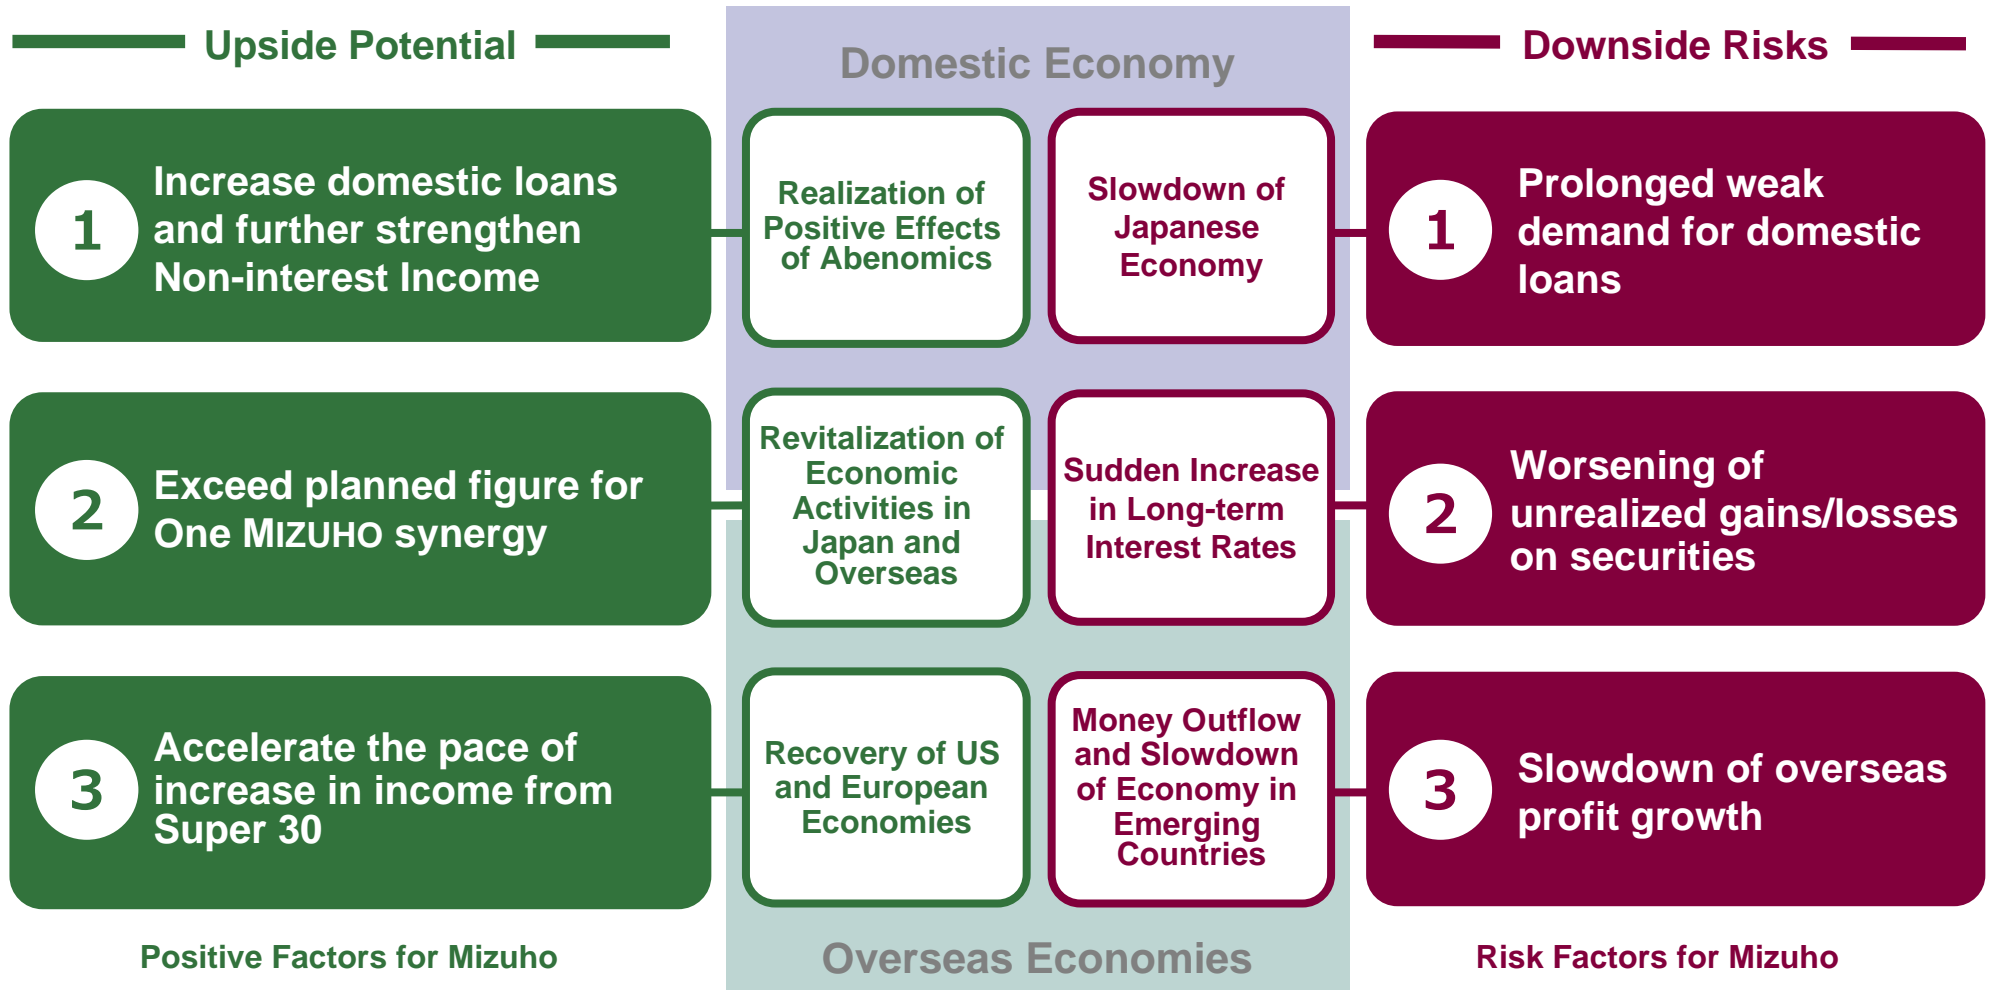 Upside Potential
Domestic Economy
Downside Risks
1
Increase domestic loans
and further strengthen
Non-interest Income
Realization of
Positive Effects
of Abenomics
Slowdown of
Japanese
Economy
1
Prolonged weak
demand for domestic
loans
2
Exceed planned figure for
One MIZUHO synergy
Revitalization of
Economic
Activities in
Japan and
Overseas
Sudden Increase
in Long-term
Interest Rates
2
Worsening of
unrealized gains/losses
on securities
3
Accelerate the pace of
increase in income from
Super 30
Recovery of US
and European
Economies
Money Outflow
and Slowdown
of Economy in
Emerging
Countries
3
Slowdown of overseas
profit growth
Positive Factors for Mizuho
Overseas Economies
Risk Factors for Mizuho